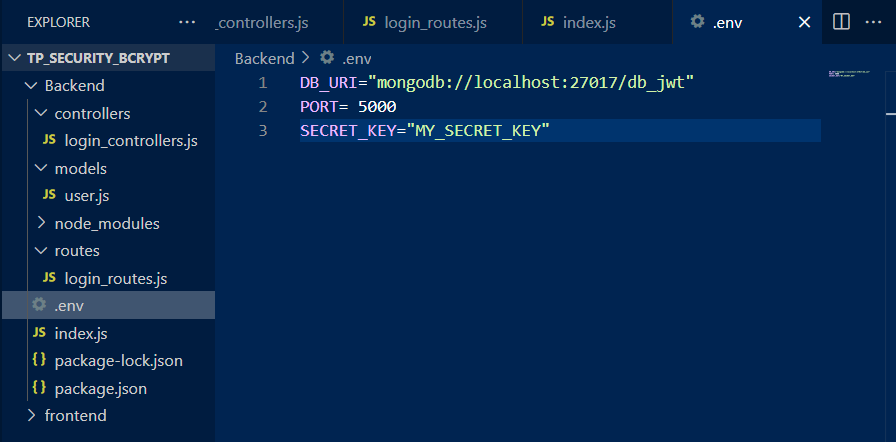 EXPLORER ··· _controllers.js JS login_routes.js JS index.js .env
TP_SECURITY_BCRYPT
Backend
controllers
JS login_controllers.js
models
JS user.js
node_modules
routes
JS login_routes.js
.env
JS index.js
{} package-lock.json
{} package.json
frontend
Backend > .env
1 DB_URI="mongodb://localhost:27017/db_jwt"
2 PORT= 5000
3 SECRET_KEY="MY_SECRET_KEY"